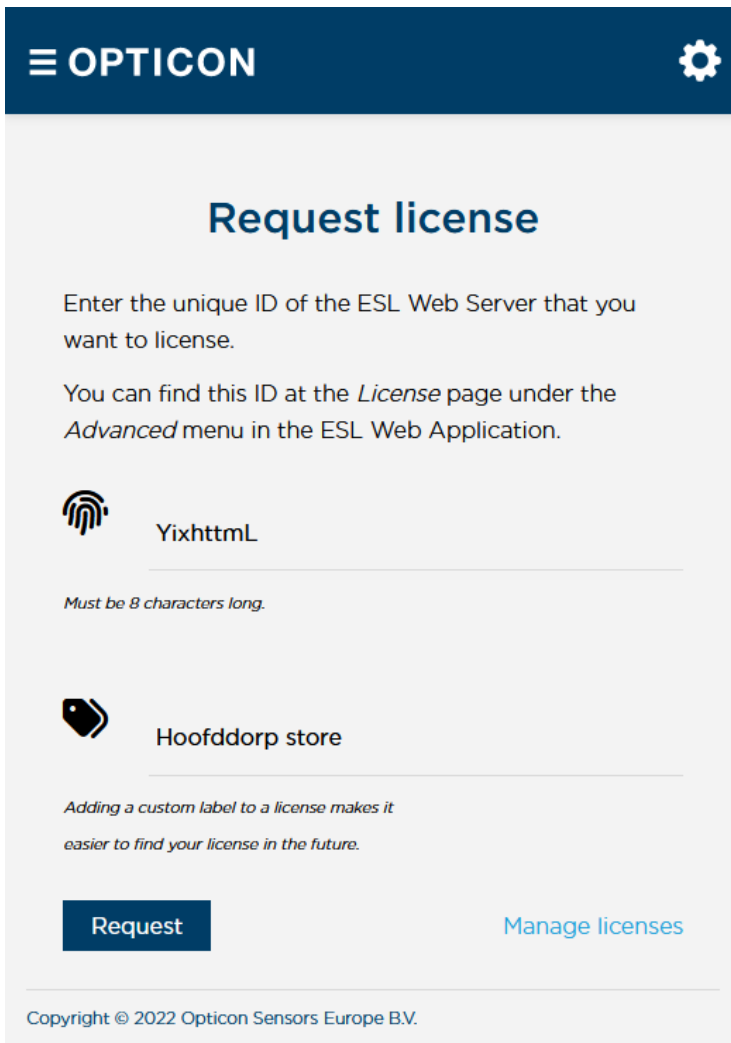 OPTICON
Request license
Enter the unique ID of the ESL Web Server that you
want to license.
You can find this ID at the License page under the
Advanced menu in the ESL Web Application.
YixhttmL
Must be 8 characters long.
Hoofddorp store
Adding a custom label to a license makes it
easier to find your license in the future.
Request
Manage licenses
Copyright © 2022 Opticon Sensors Europe B.V.